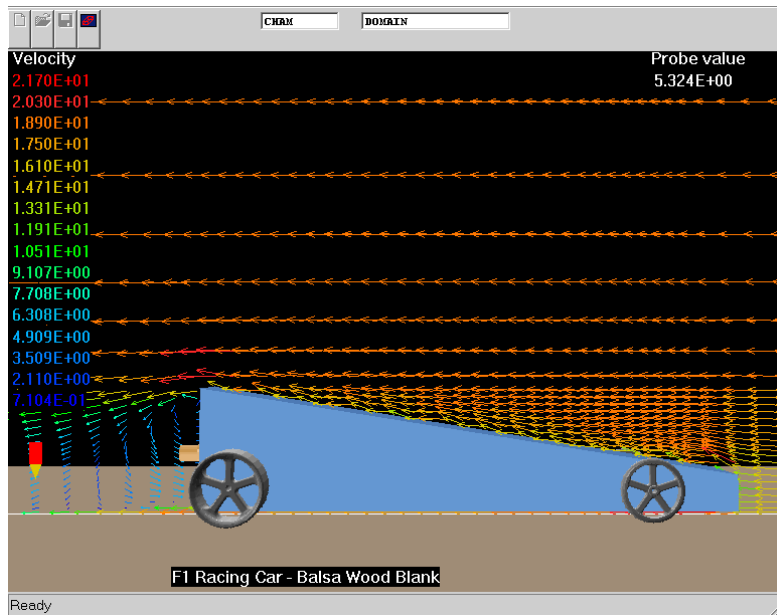 CHAM DOMAIN
Velocity
Probe value
2.170E+01
5.324E+00
2.030E+01
1.890E+01
1.750E+01
1.610E+01
1.471E+01
1.331E+01
1.191E+01
1.051E+01
9.107E+00
7.708E+00
6.308E+00
4.909E+00
3.509E+00
2.110E+00
7.104E-01
F1 Racing Car - Balsa Wood Blank
Ready